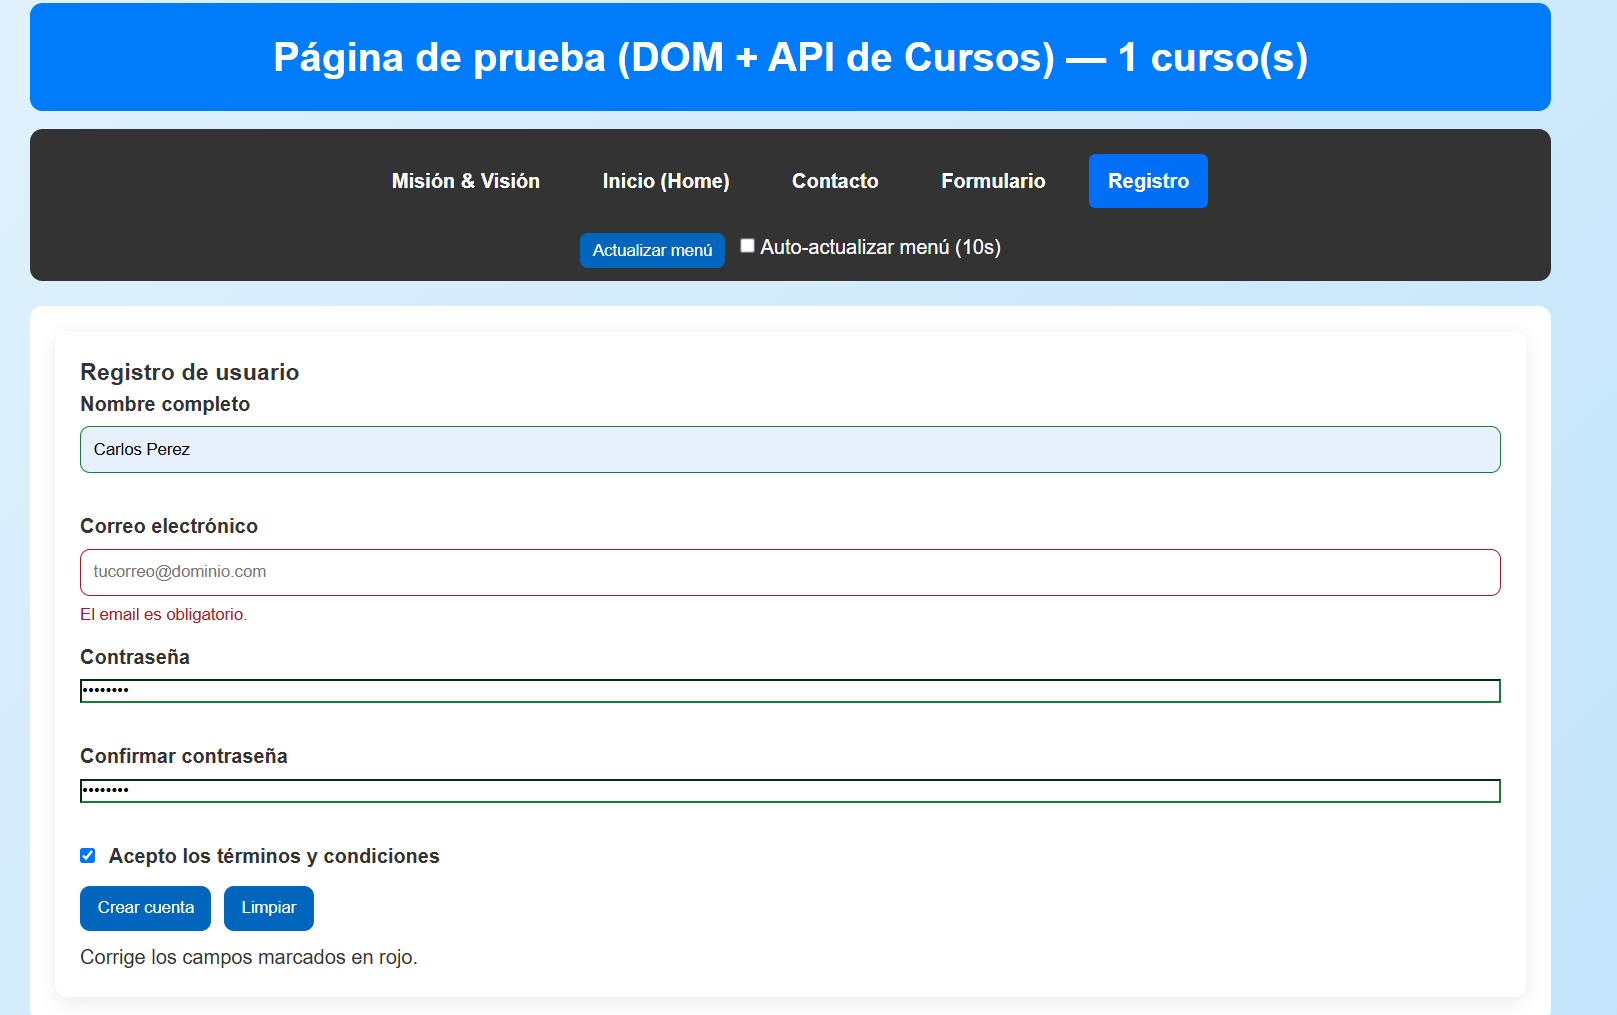 Página de prueba (DOM + API de Cursos) — 1 curso(s)
Misión & Visión Inicio (Home) Contacto Formulario Registro
Actualizar menú Auto-actualizar menú (10s)
Registro de usuario
Nombre completo
Carlos Perez
Correo electrónico
tucorreo@dominio.com
El email es obligatorio.
Contraseña
••••••••
Confirmar contraseña
••••••••
Acepto los términos y condiciones
Crear cuenta Limpiar
Corrige los campos marcados en rojo.